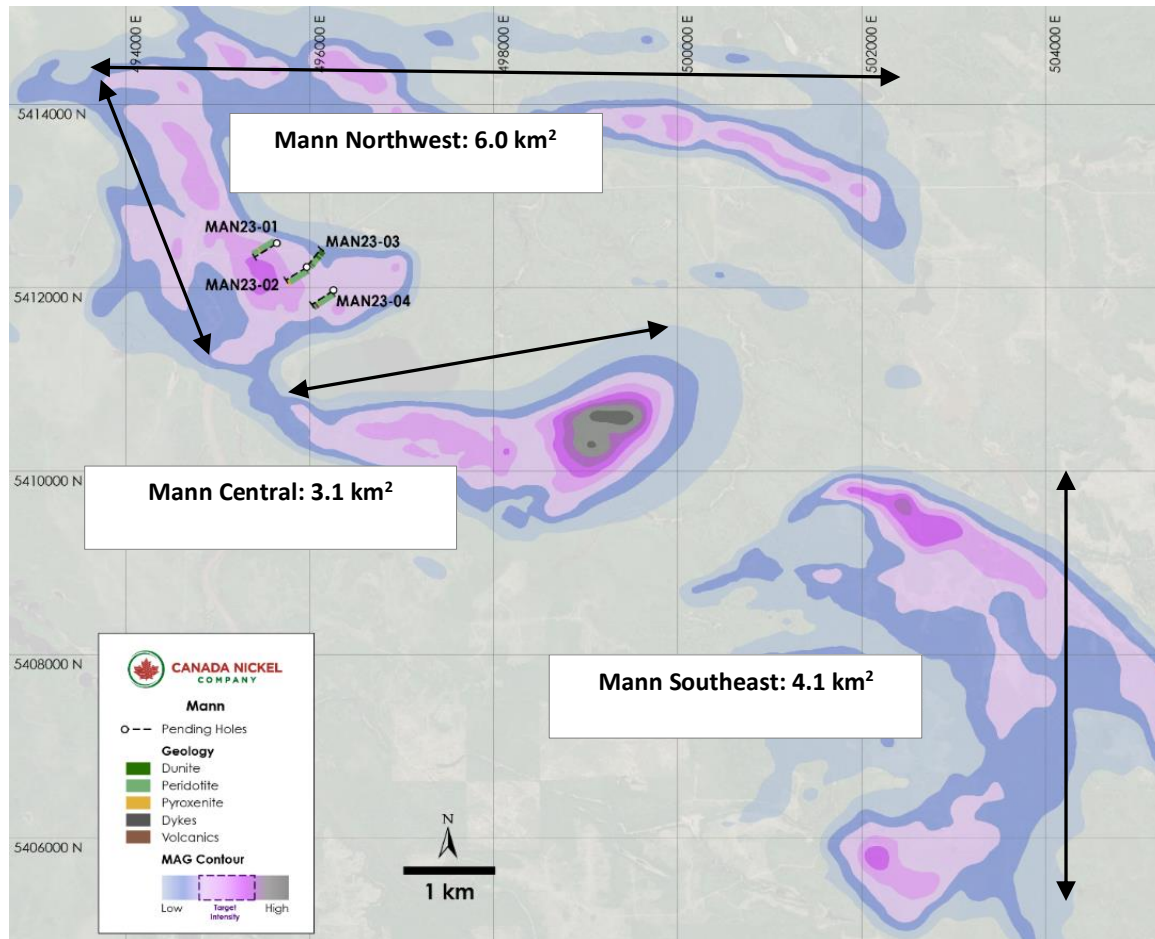 494000 E
496000 E
498000 E
500000 E
502000 E
504000 E
5414000 N
Mann Northwest: 6.0 km²
MAN23-01
MAN23-03
MAN23-02
MAN23-04
5412000 N
5410000 N
Mann Central: 3.1 km²
5408000 N
Mann Southeast: 4.1 km²
CANADA NICKEL
COMPANY
Mann
Pending Holes
Geology
Dunite
Peridotite
Pyroxenite
Dykes
Volcanics
MAG Contour
Low
Target
Intensity
High
N
1 km
5406000 N